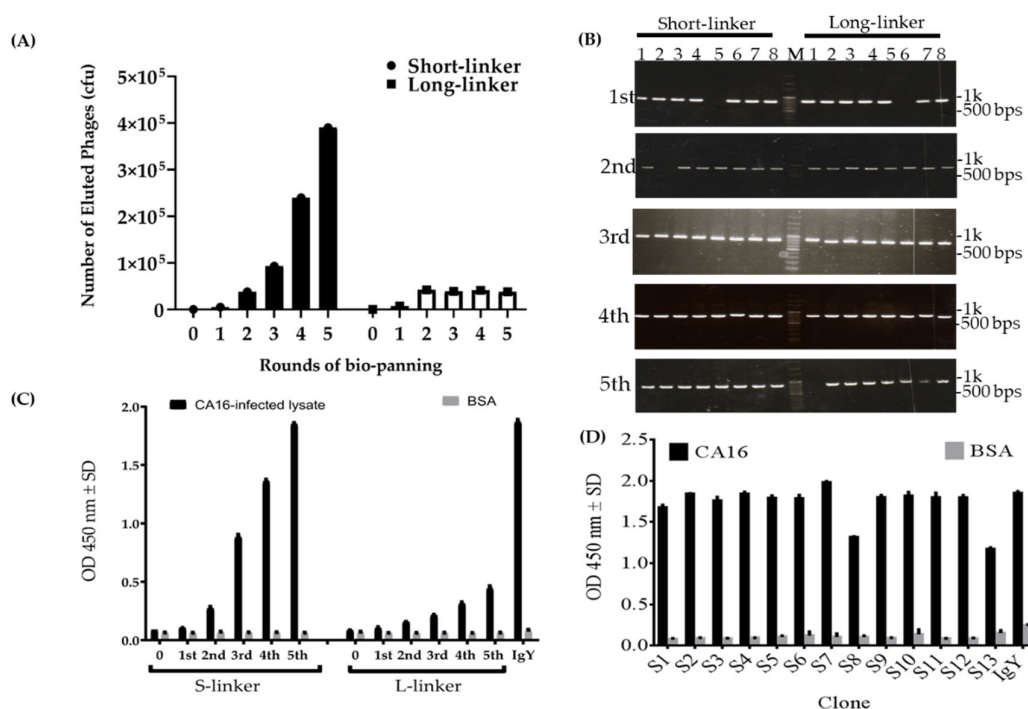 (A)
Number of Eluted Phages (cfu)
5×10⁵
4×10⁵
3×10⁵
2×10⁵
1×10⁵
0
Short-linker
Long-linker
0 1 2 3 4 5 0 1 2 3 4 5
Rounds of bio-panning
(B)
Short-linker Long-linker
1 2 3 4 5 6 7 8 M 1 2 3 4 5 6 7 8
1st
-1k
-500 bps
2nd
-1k
-500 bps
3rd
-1k
-500 bps
4th
-1k
-500 bps
5th
-1k
-500 bps
(C)
CA16-infected lysate BSA
OD 450 nm ± SD
2.0
1.5
1.0
0.5
0.0
0 1st 2nd 3rd 4th 5th 0 1st 2nd 3rd 4th 5th IgY
S-linker L-linker
(D)
CA16 BSA
OD 450 nm ± SD
2.5
2.0
1.5
1.0
0.5
0.0
S1 S2 S3 S4 S5 S6 S7 S8 S9 S10 S11 S12 S13 IgY
Clone